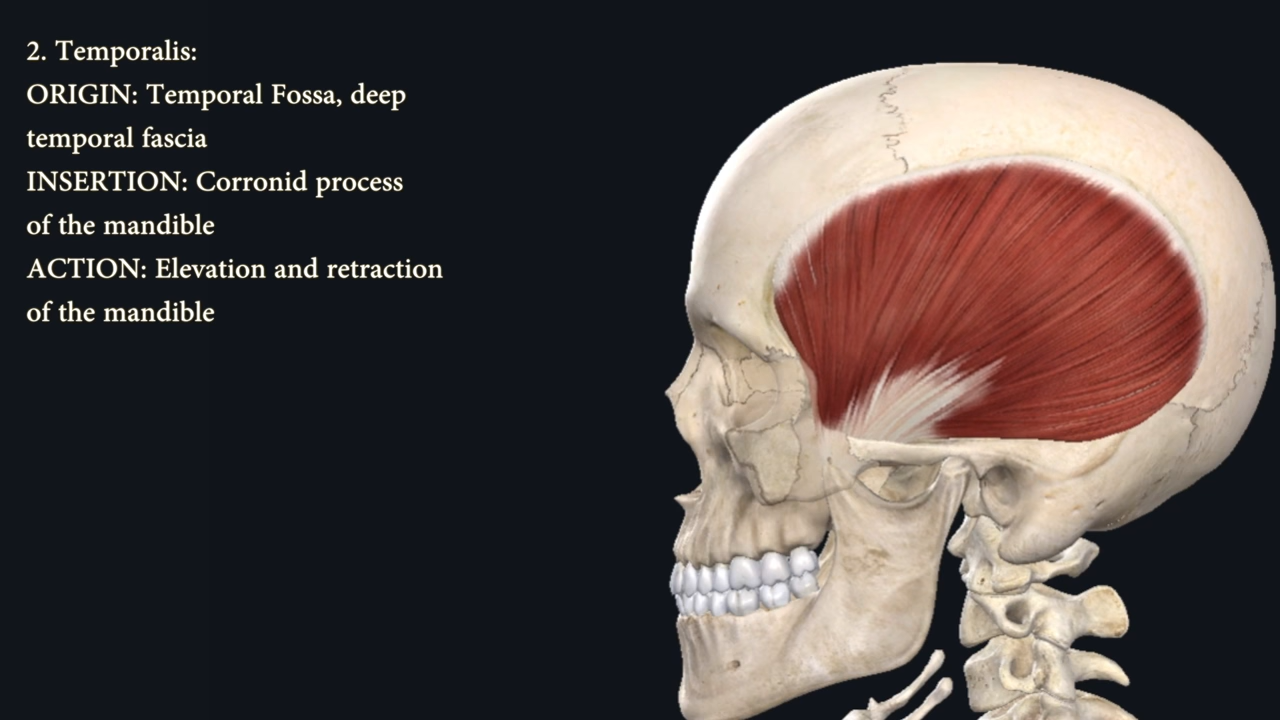 2. Temporalis:
ORIGIN: Temporal Fossa, deep
temporal fascia
INSERTION: Corronid process
of the mandible
ACTION: Elevation and retraction
of the mandible